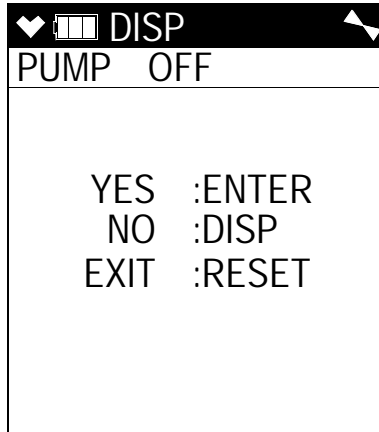 DISP
PUMP OFF
YES :ENTER
NO :DISP
EXIT :RESET